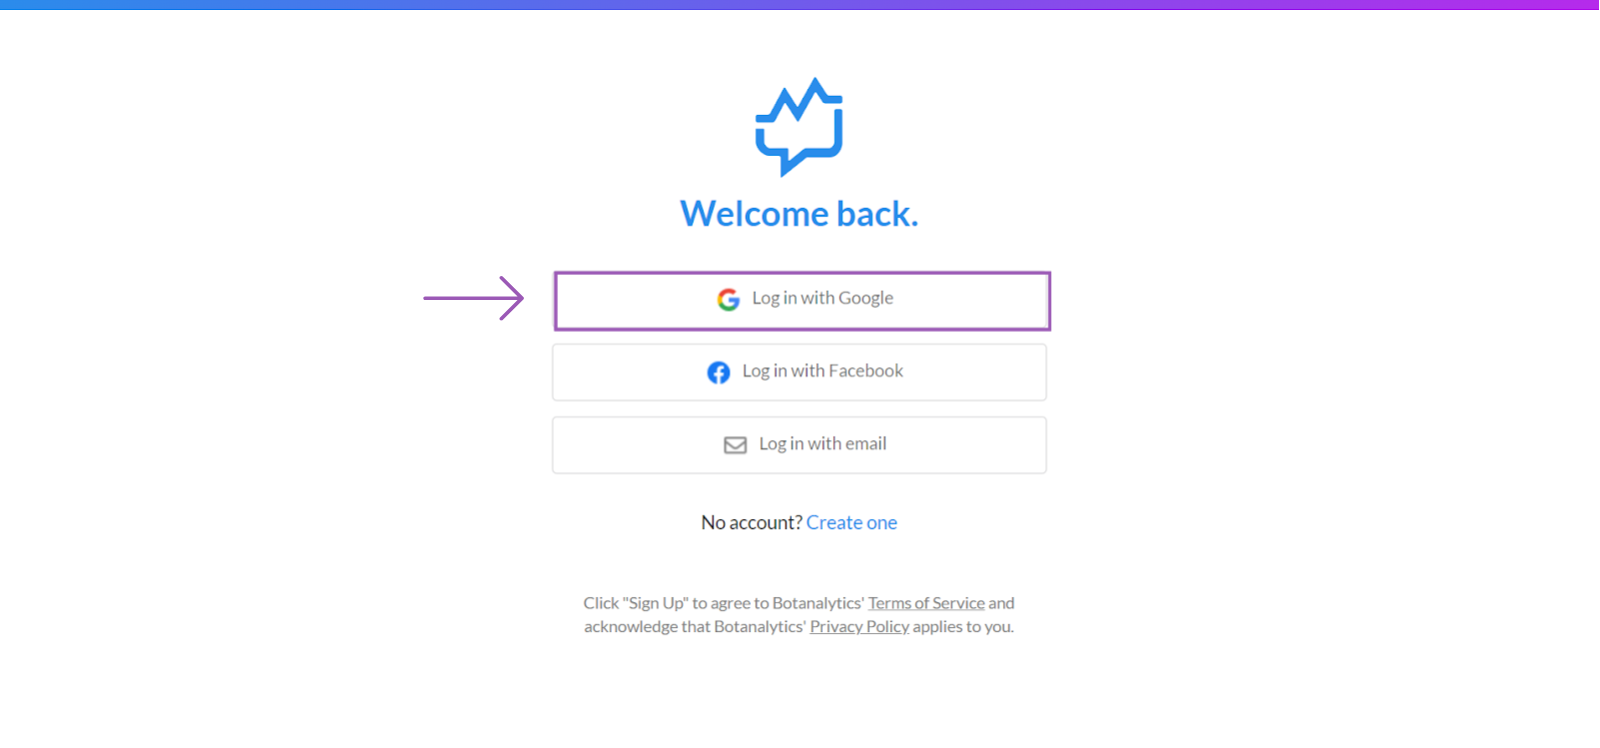 Welcome back.
Log in with Google
Log in with Facebook
Log in with email
No account? Create one
Click "Sign Up" to agree to Botanalytics' Terms of Service and
acknowledge that Botanalytics' Privacy Policy applies to you.